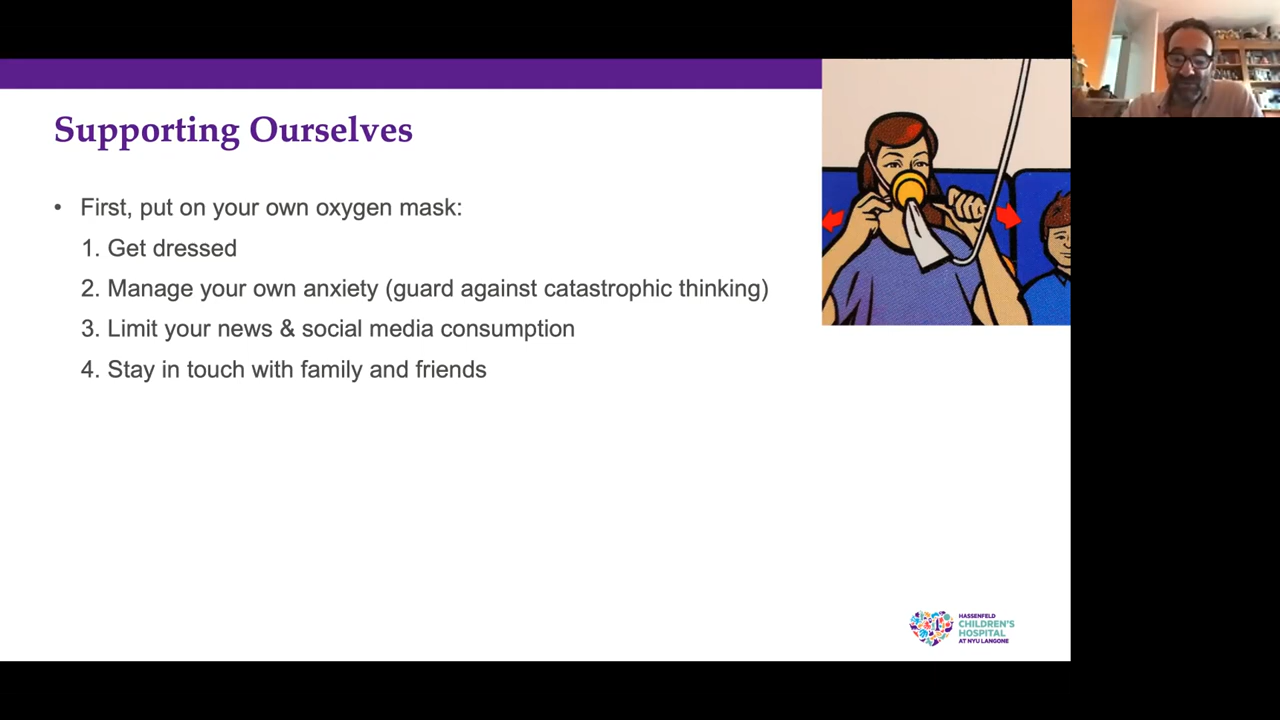 Supporting Ourselves
• First, put on your own oxygen mask:
1. Get dressed
2. Manage your own anxiety (guard against catastrophic thinking)
3. Limit your news & social media consumption
4. Stay in touch with family and friends
HASSENFELD
CHILDREN'S
HOSPITAL
AT NYU LANGONE